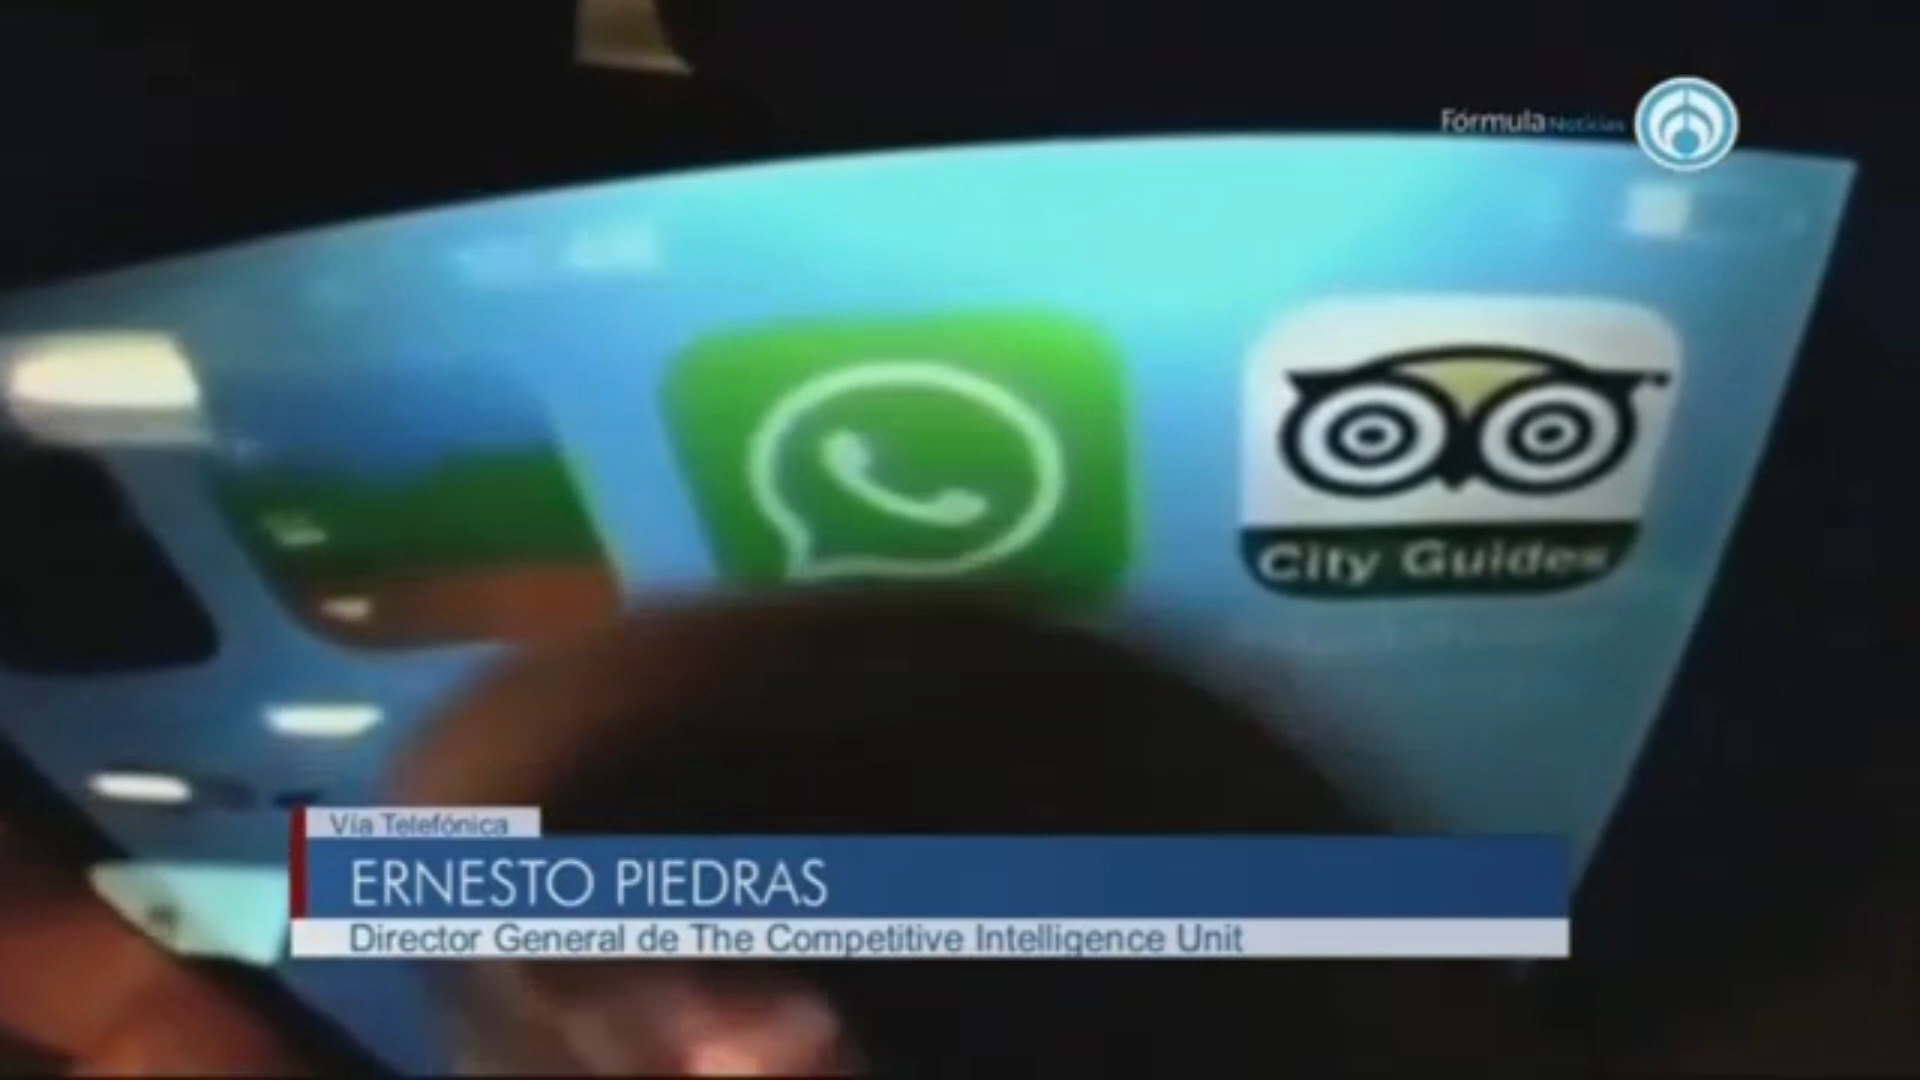 Fórmula Noticias
City Guides
Vía Telefónica
ERNESTO PIEDRAS
Director General de The Competitive Intelligence Unit